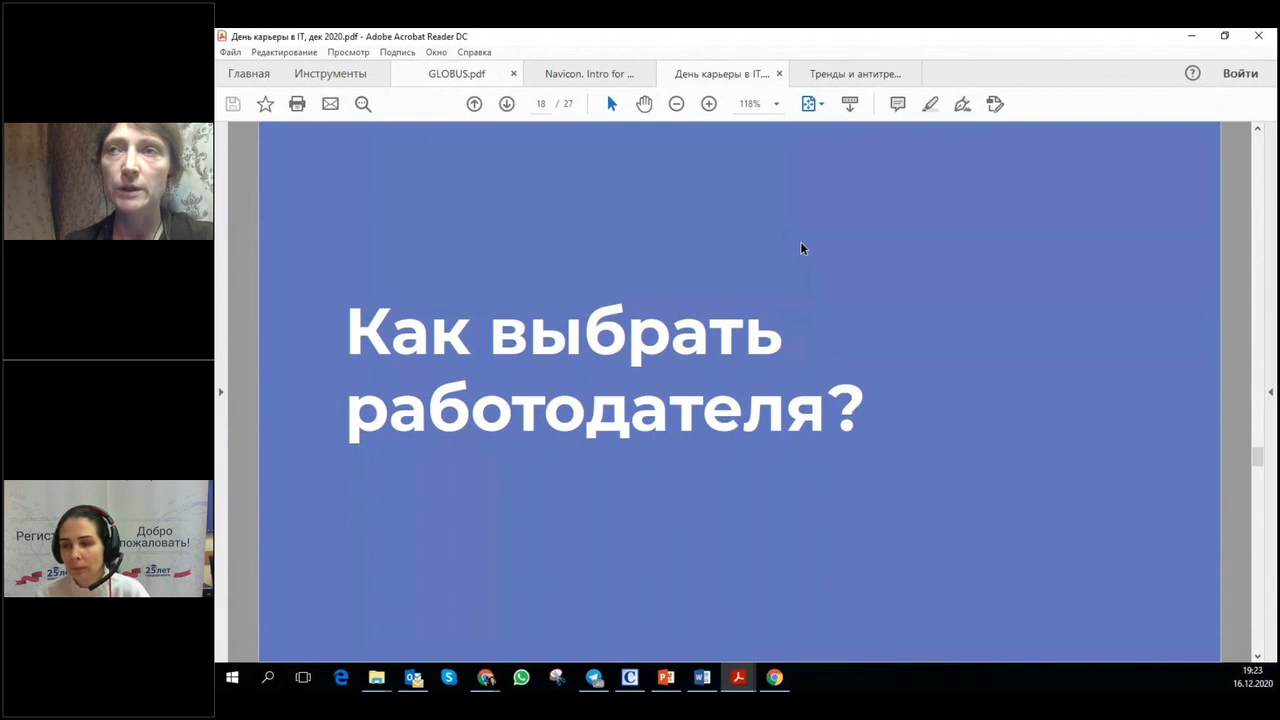 День карьеры в IT, дек 2020.pdf - Adobe Acrobat Reader DC
Файл Редактирование Просмотр Подпись Окно Справка
Главная Инструменты GLOBUS.pdf Navicon. Intro for ... День карьеры в IT,... Тренды и антитре... Войти
18 / 27 118%
Как выбрать
работодателя?
Добро
пожаловать!
25 лет
25 лет
19:23
16.12.2020